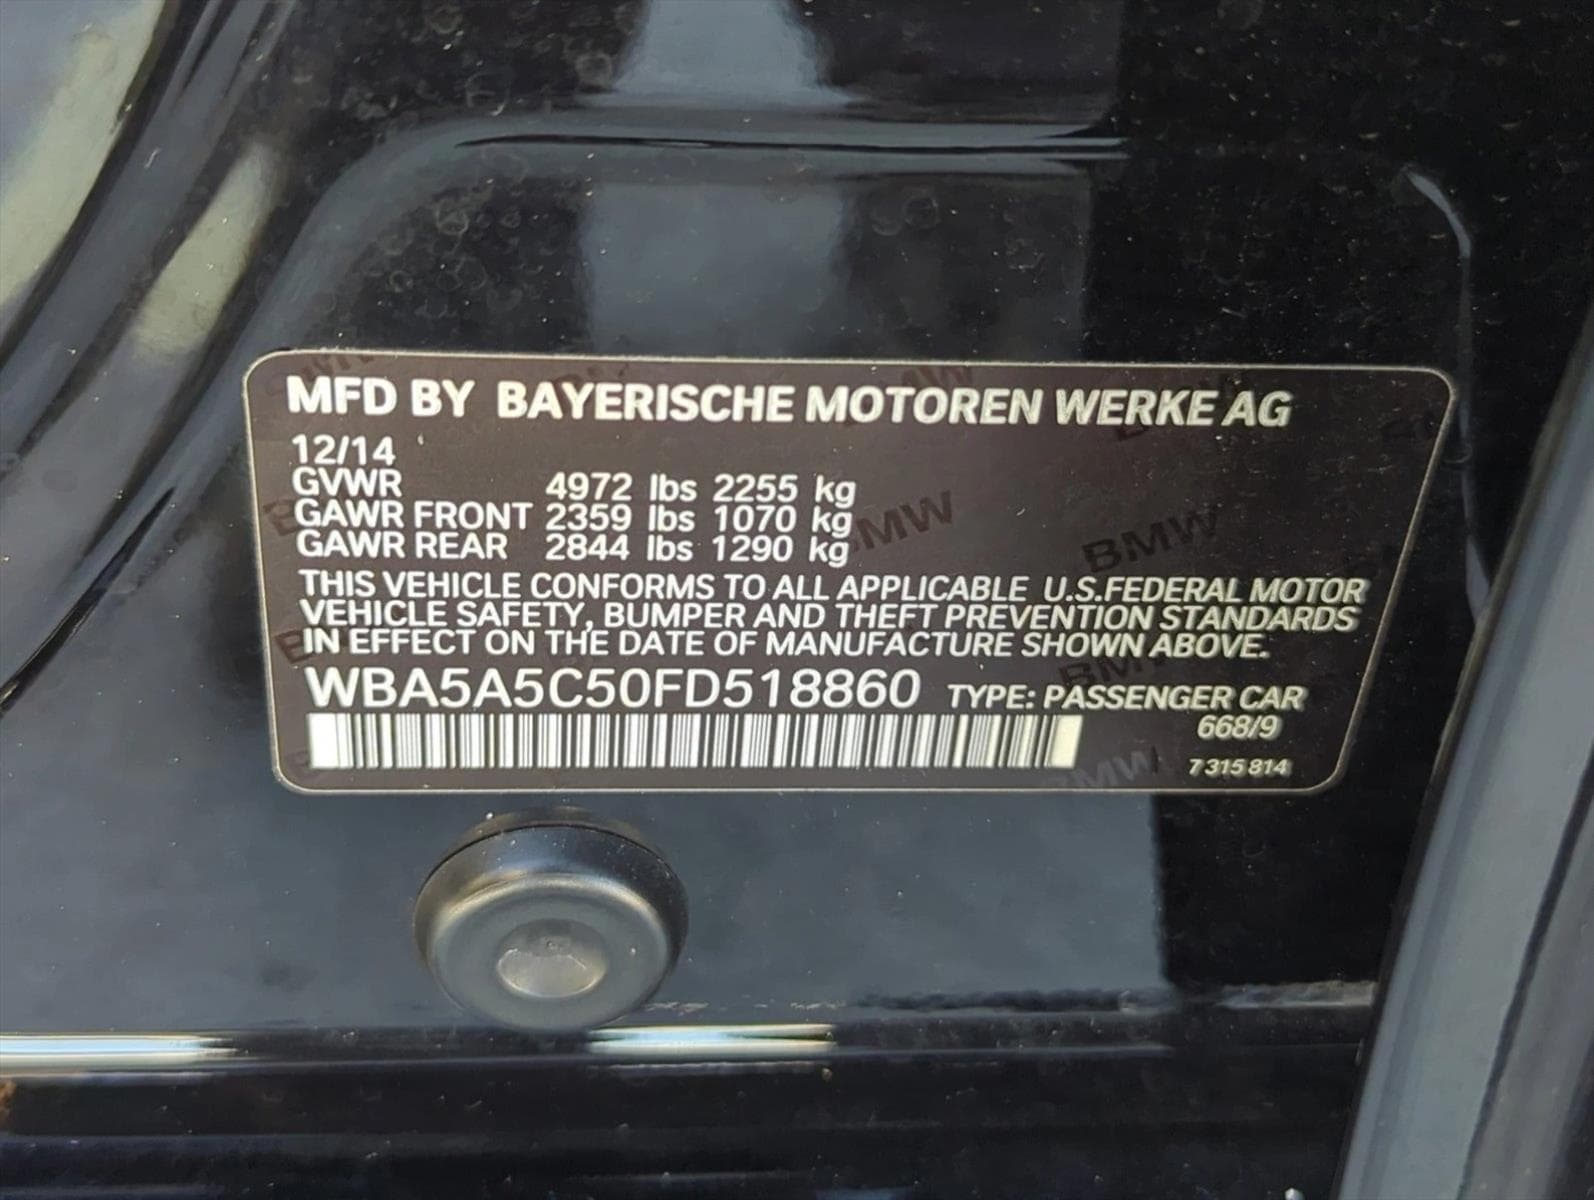 MFD BY BAYERISCHE MOTOREN WERKE AG
12/14
GVWR 4972 lbs 2255 kg
GAWR FRONT 2359 lbs 1070 kg
GAWR REAR 2844 lbs 1290 kg
THIS VEHICLE CONFORMS TO ALL APPLICABLE U.S.FEDERAL MOTOR
VEHICLE SAFETY, BUMPER AND THEFT PREVENTION STANDARDS
IN EFFECT ON THE DATE OF MANUFACTURE SHOWN ABOVE.
WBA5A5C50FD518860 TYPE: PASSENGER CAR
668/9
7 315 814
BMW
BMW
BMW